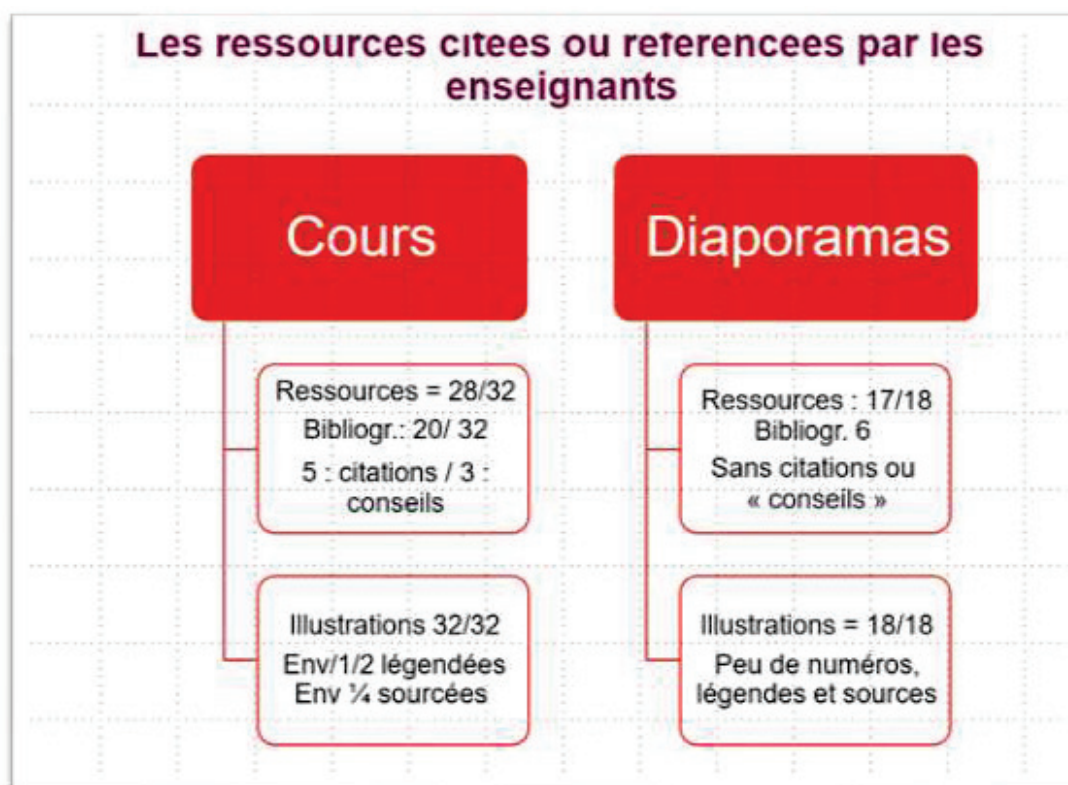 Les ressources citées ou référencées par les
enseignants
Cours
Ressources = 28/32
Bibliogr.: 20/ 32
5 : citations / 3 :
conseils
Illustrations 32/32
Env/1/2 légendées
Env ¼ sourcées
Diaporamas
Ressources : 17/18
Bibliogr. 6
Sans citations ou
« conseils »
Illustrations = 18/18
Peu de numéros,
légendes et sources